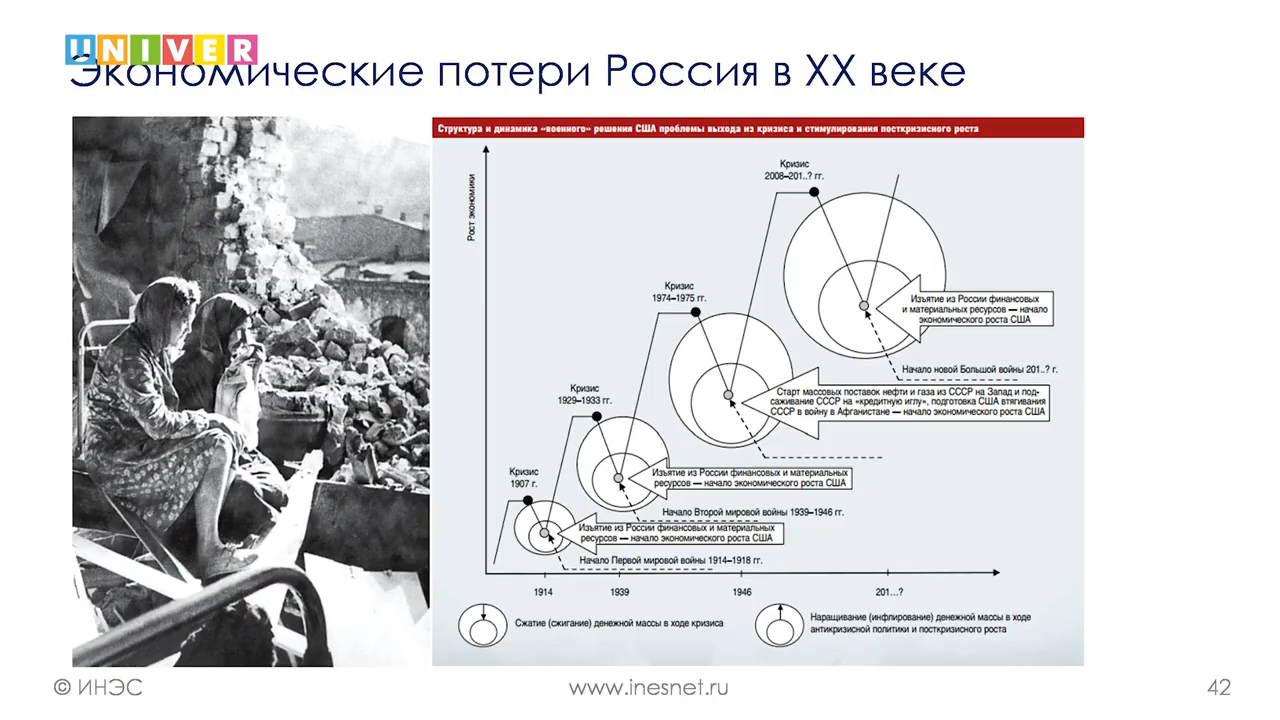 UNIVER
Экономические потери Россия в XX веке
Структура и динамика «военного» решения США проблемы выхода из кризиса и стимулирования посткризисного роста
Рост экономики
Кризис
2008–201..? гг.
Изъятие из России финансовых
и материальных ресурсов — начало
экономического роста США
Начало новой Большой войны 201..? г.
Кризис
1974–1975 гг.
Старт массовых поставок нефти и газа из СССР на Запад и под-
саживание СССР на «кредитную иглу», подготовка США втягивания
СССР в войну в Афганистане — начало экономического роста США
Кризис
1929–1933 гг.
Изъятие из России финансовых и материальных
ресурсов — начало экономического роста США
Начало Второй мировой войны 1939–1946 гг.
Кризис
1907 г.
Изъятие из России финансовых и материальных
ресурсов — начало экономического роста США
Начало Первой мировой войны 1914–1918 гг.
1914 1939 1946 201...?
Сжатие (сжигание) денежной массы в ходе кризиса
Наращивание (инфлирование) денежной массы в ходе
антикризисной политики и посткризисного роста
© ИНЭС www.inesnet.ru 42